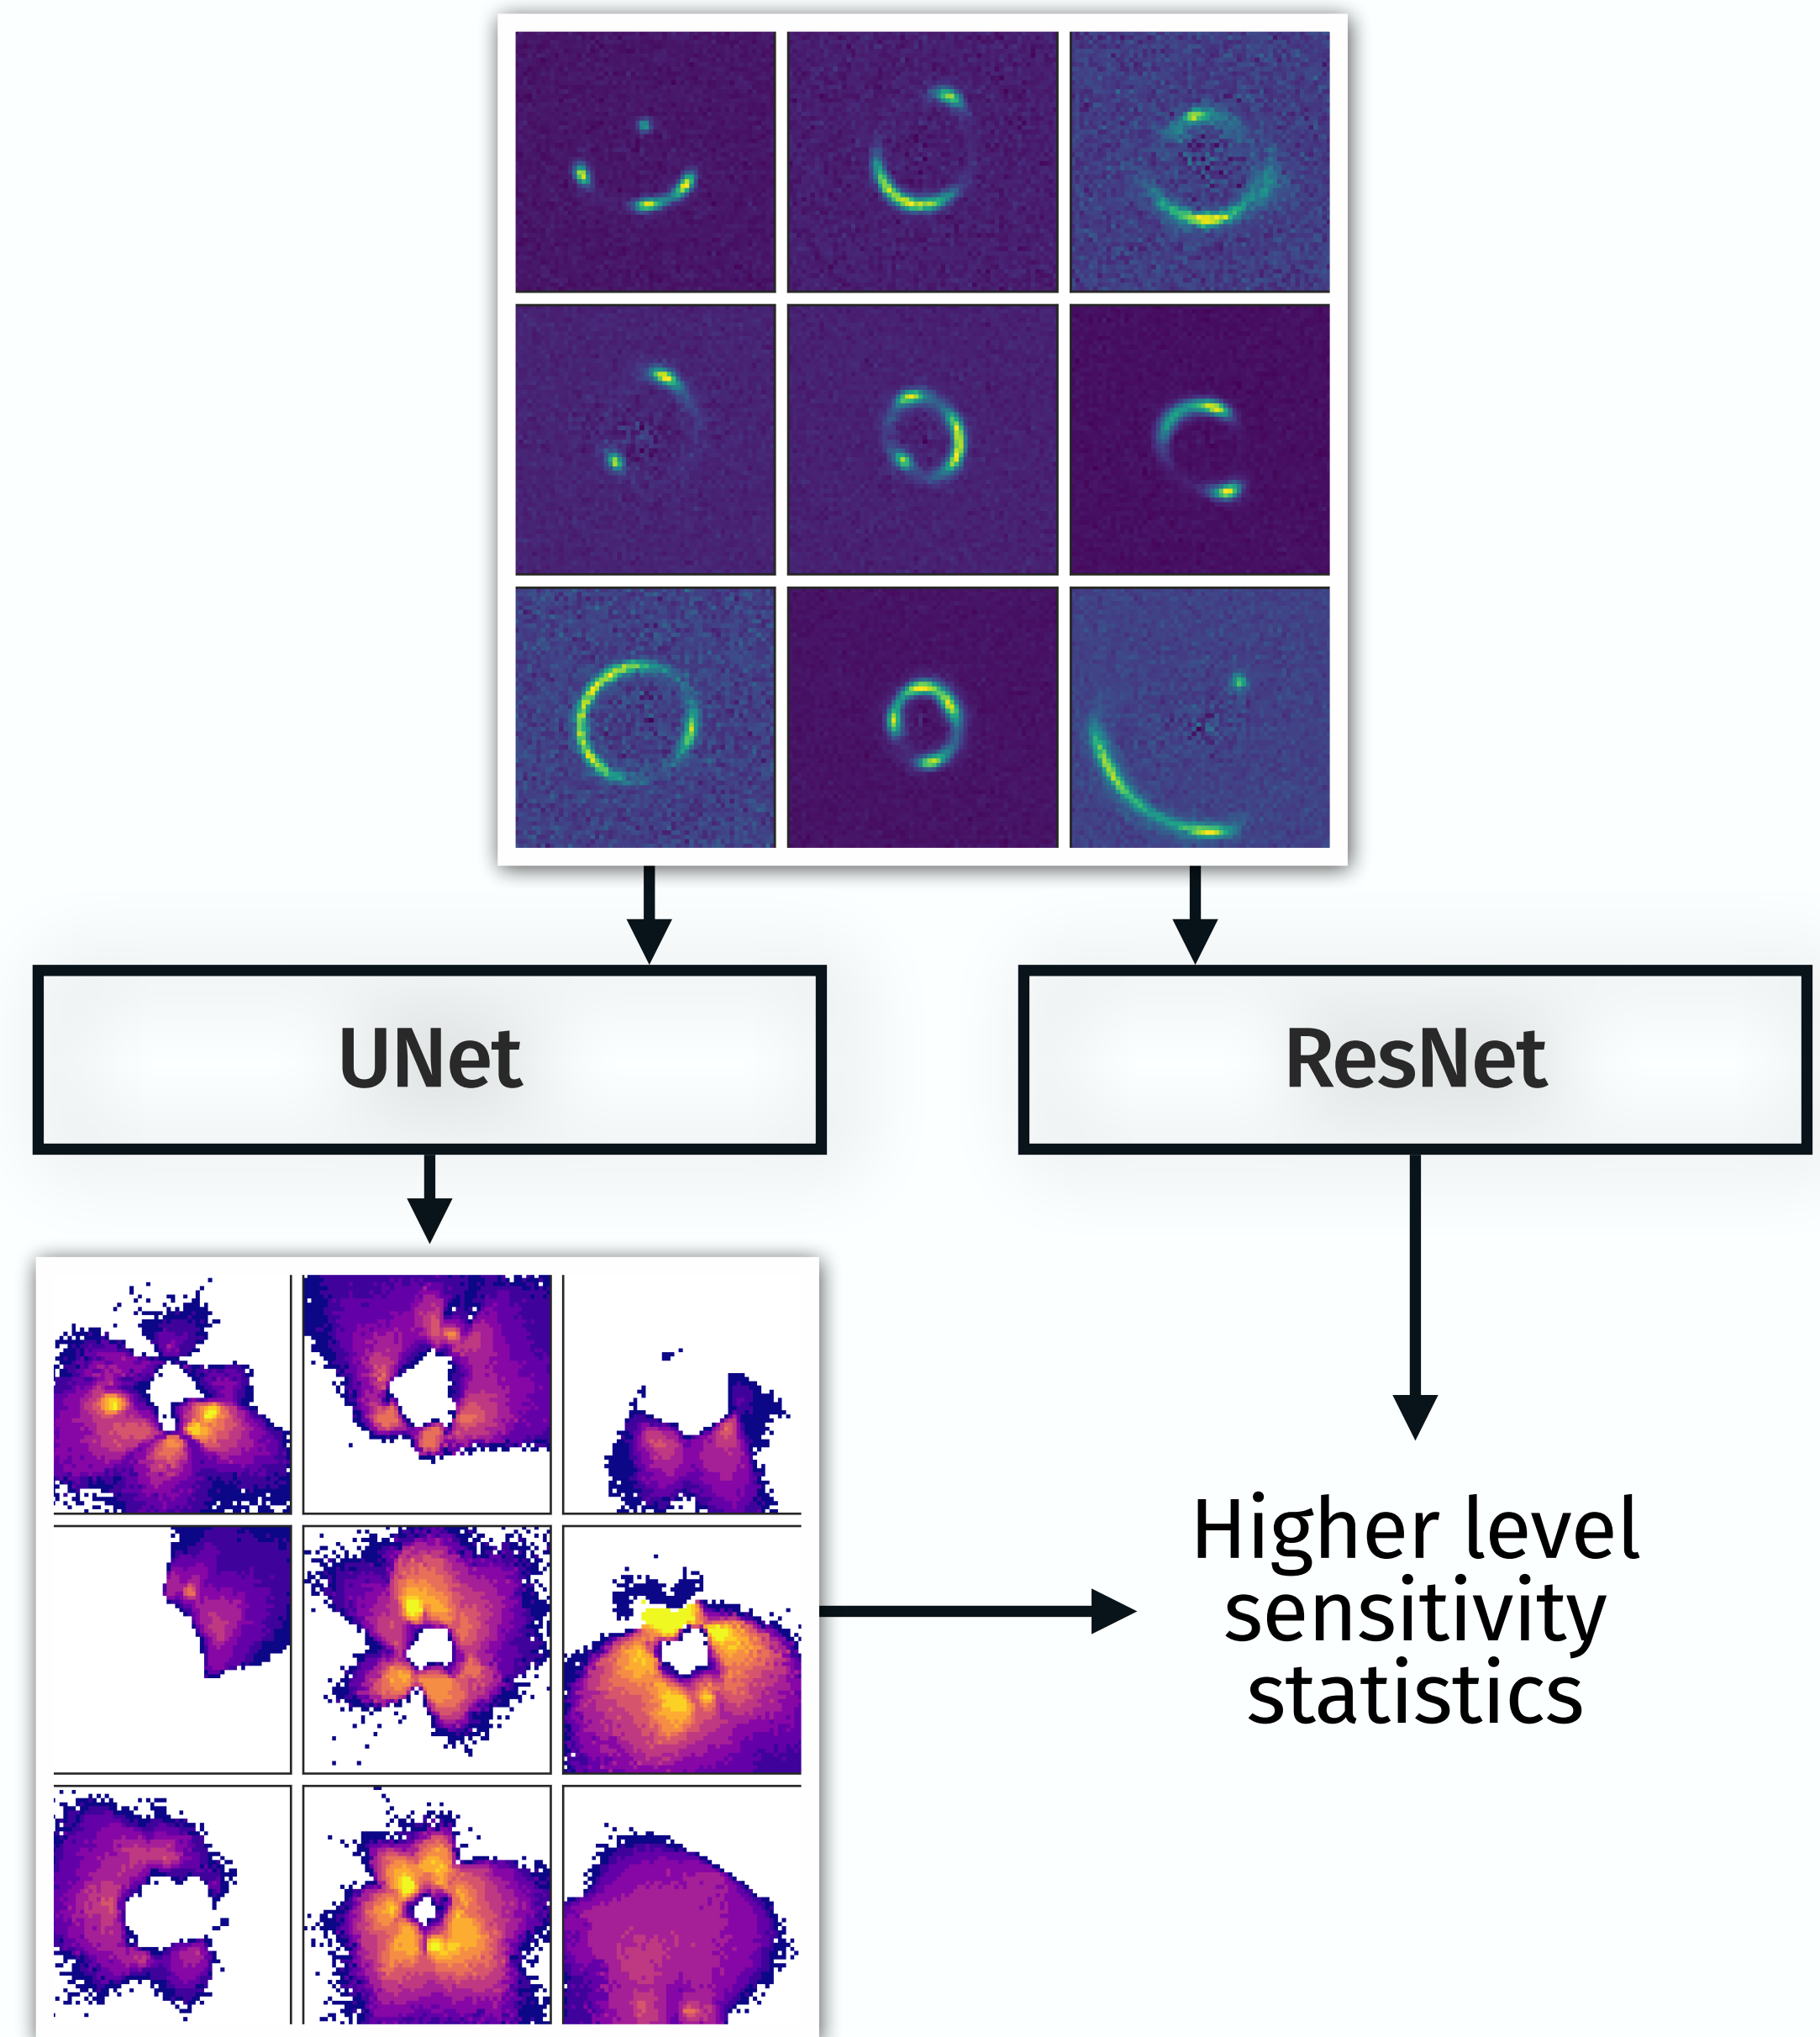 UNet
ResNet
Higher level
sensitivity
statistics